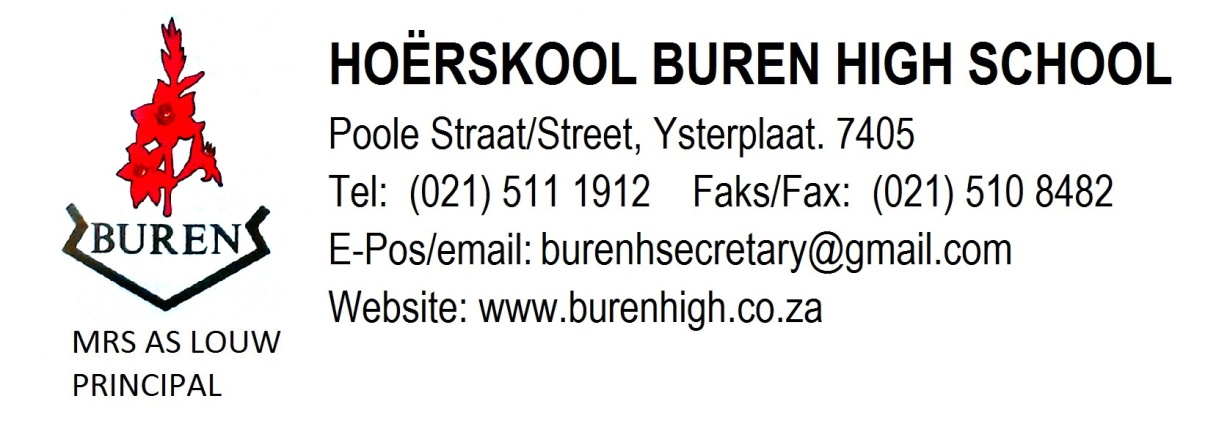 BUREN
MRS AS LOUW
PRINCIPAL
HOËRSKOOL BUREN HIGH SCHOOL
Poole Straat/Street, Ysterplaat. 7405
Tel: (021) 511 1912 Faks/Fax: (021) 510 8482
E-Pos/email: burenhsecretary@gmail.com
Website: www.burenhigh.co.za